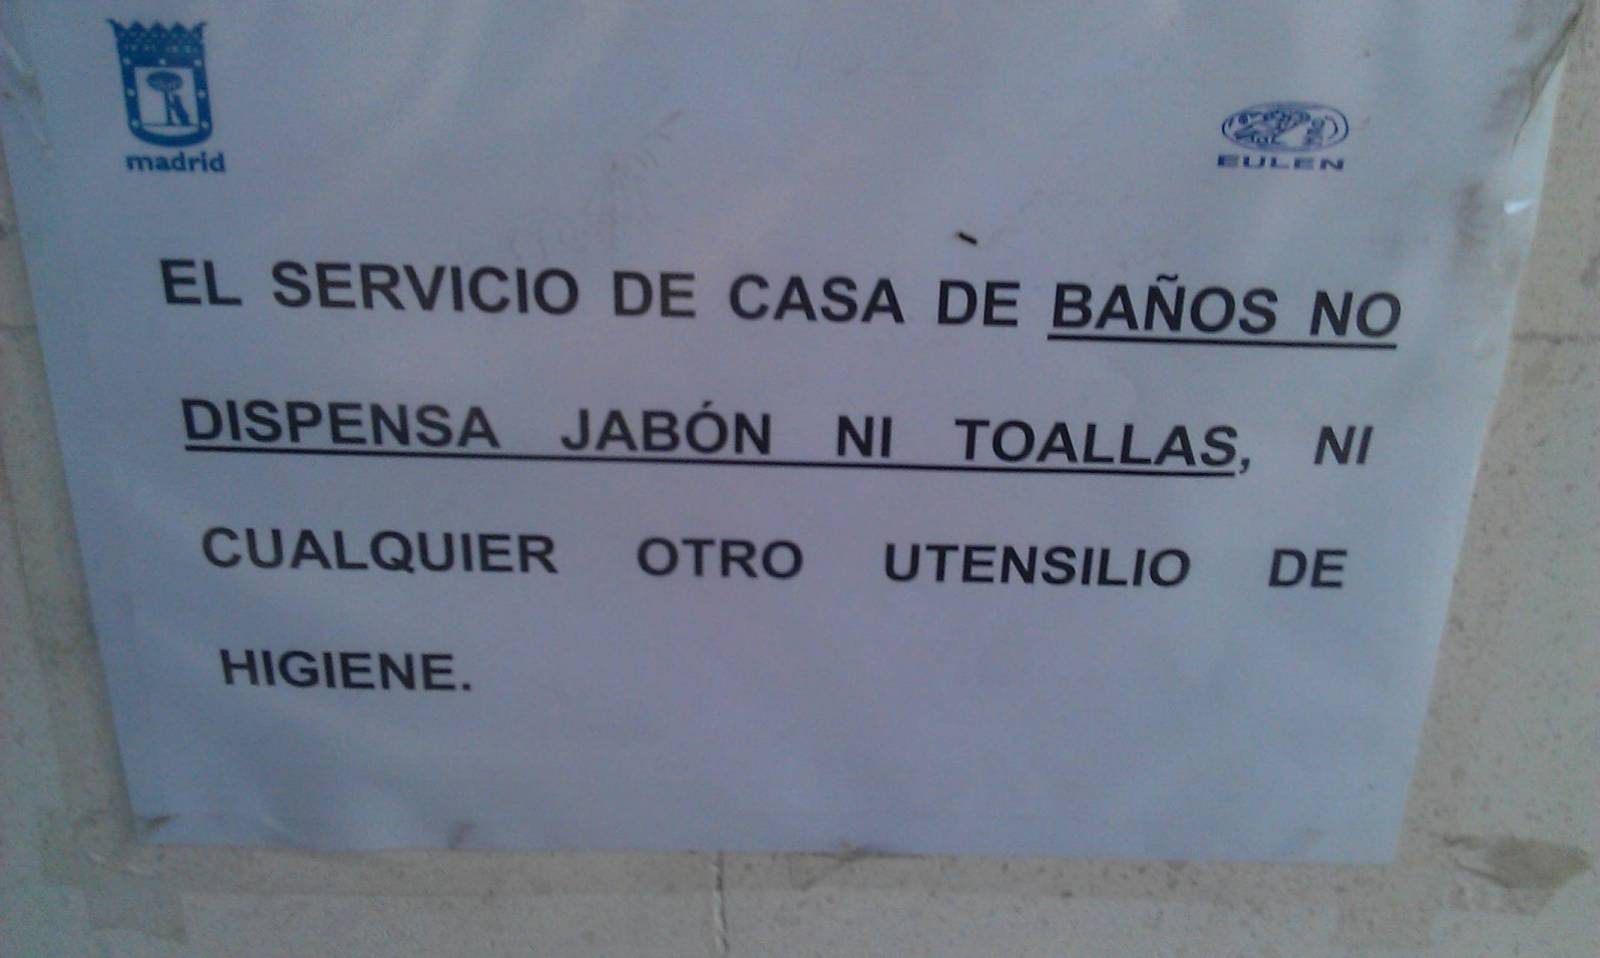 madrid
EULEN
EL SERVICIO DE CASA DE BAÑOS NO
DISPENSA JABÓN NI TOALLAS, NI
CUALQUIER OTRO UTENSILIO DE
HIGIENE.